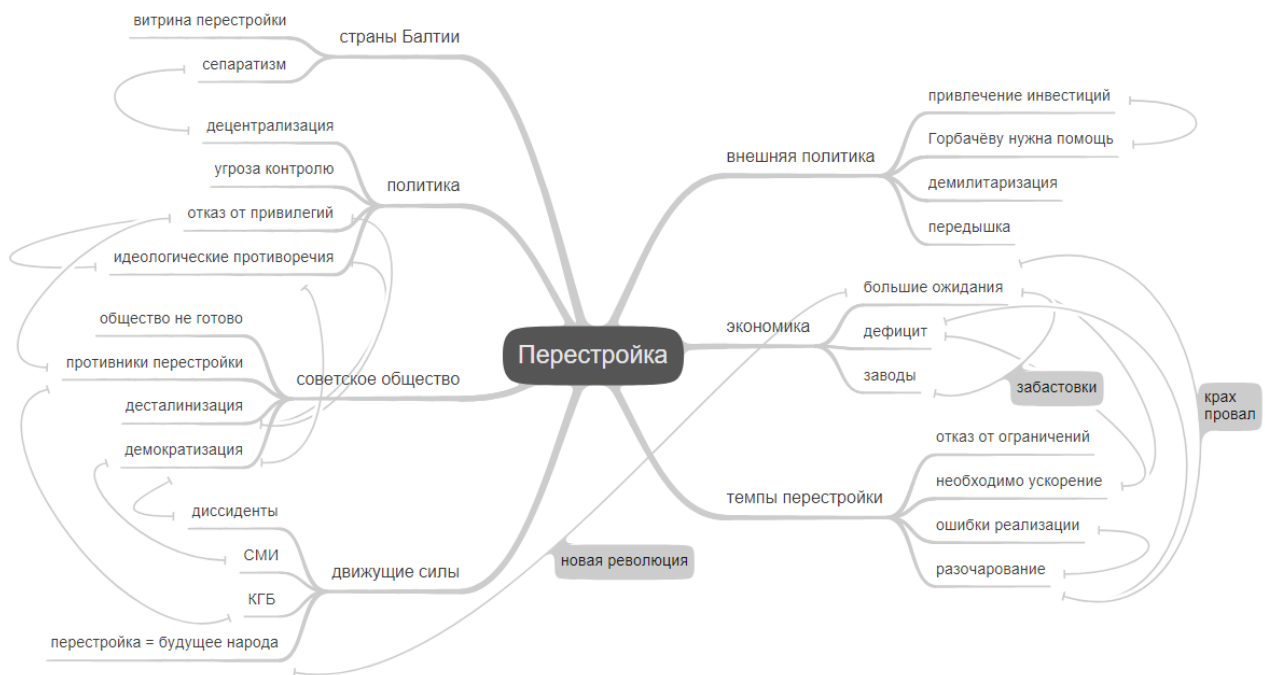 витрина перестройки
страны Балтии
сепаратизм
децентрализация
угроза контролю
политика
отказ от привилегий
идеологические противоречия
общество не готово
противники перестройки
советское общество
десталинизация
демократизация
диссиденты
СМИ
движущие силы
КГБ
перестройка = будущее народа
Перестройка
новая революция
привлечение инвестиций
Горбачёву нужна помощь
внешняя политика
демилитаризация
передышка
большие ожидания
экономика
дефицит
заводы
забастовки
крах
провал
отказ от ограничений
необходимо ускорение
темпы перестройки
ошибки реализации
разочарование